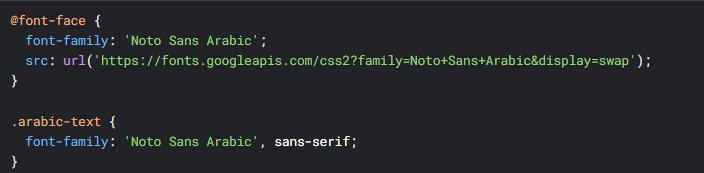 @font-face {
  font-family: 'Noto Sans Arabic';
  src: url('https://fonts.googleapis.com/css2?family=Noto+Sans+Arabic&display=swap');
}

.arabic-text {
  font-family: 'Noto Sans Arabic', sans-serif;
}